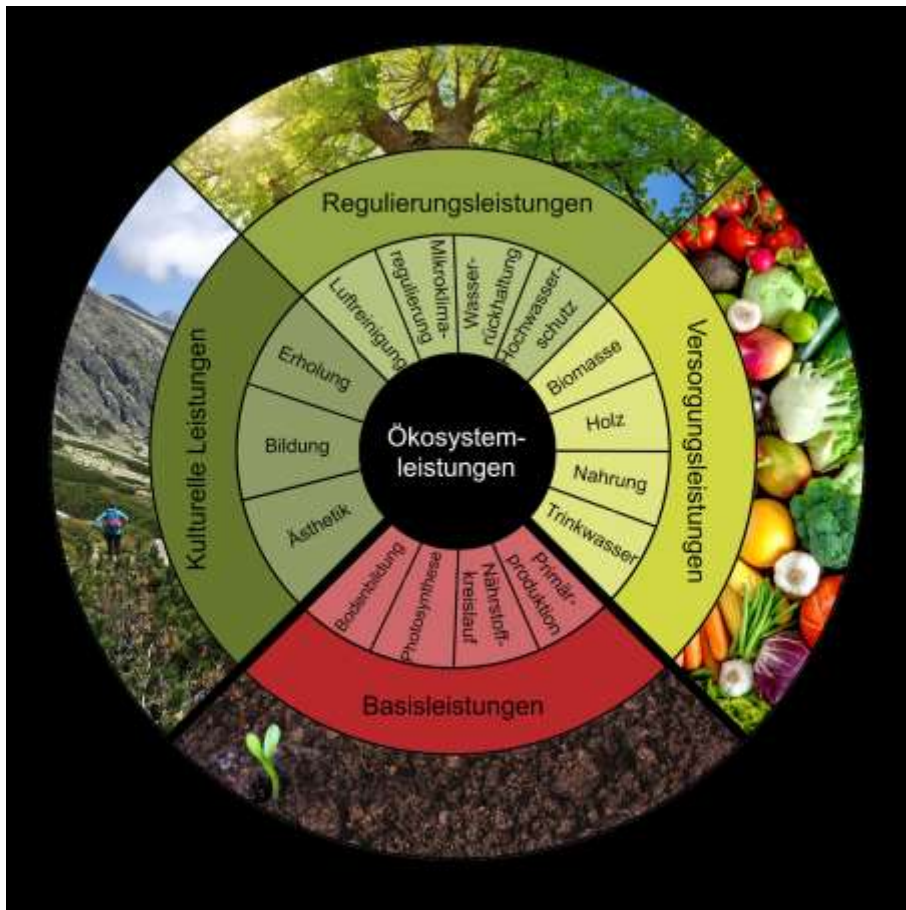 Regulierungsleistungen
Luftreinigung
Mikroklima-
regulierung
Wasser-
rückhaltung
Hochwasser-
schutz
Versorgungsleistungen
Biomasse
Holz
Nahrung
Trinkwasser
Basisleistungen
Primär-
produktion
Nährstoff-
kreislauf
Photosynthese
Bodenbildung
Kulturelle Leistungen
Ästhetik
Bildung
Erholung
Ökosystem-
leistungen